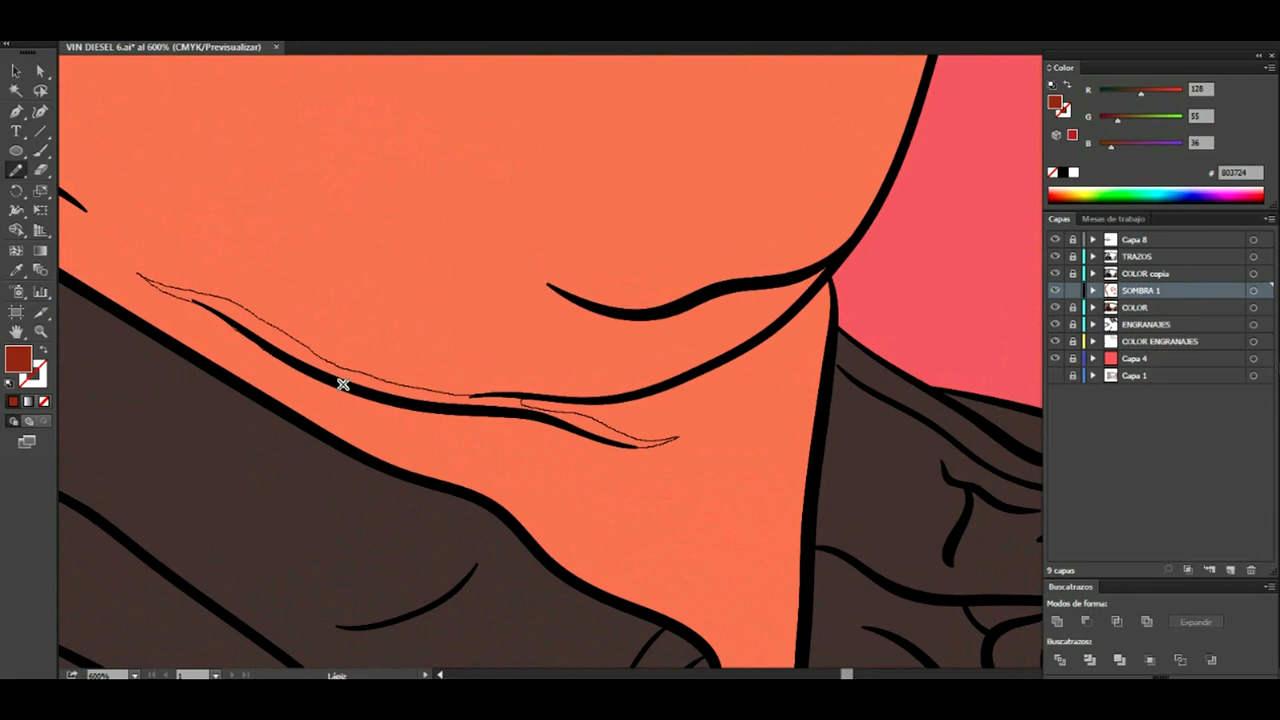 VIN DIESEL 6.ai* al 600% (CMYK/Previsualizar)
Color
R 128
G 55
B 36
# 803724
Capas Mesas de trabajo
Capa 8
TRAZOS
COLOR copia
SOMBRA 1
COLOR
ENGRANAJES
COLOR ENGRANAJES
Capa 4
Capa 1
9 capas
Buscatrazos
Modos de forma:
Expandir
Buscatrazos:
600% 1 Lápiz